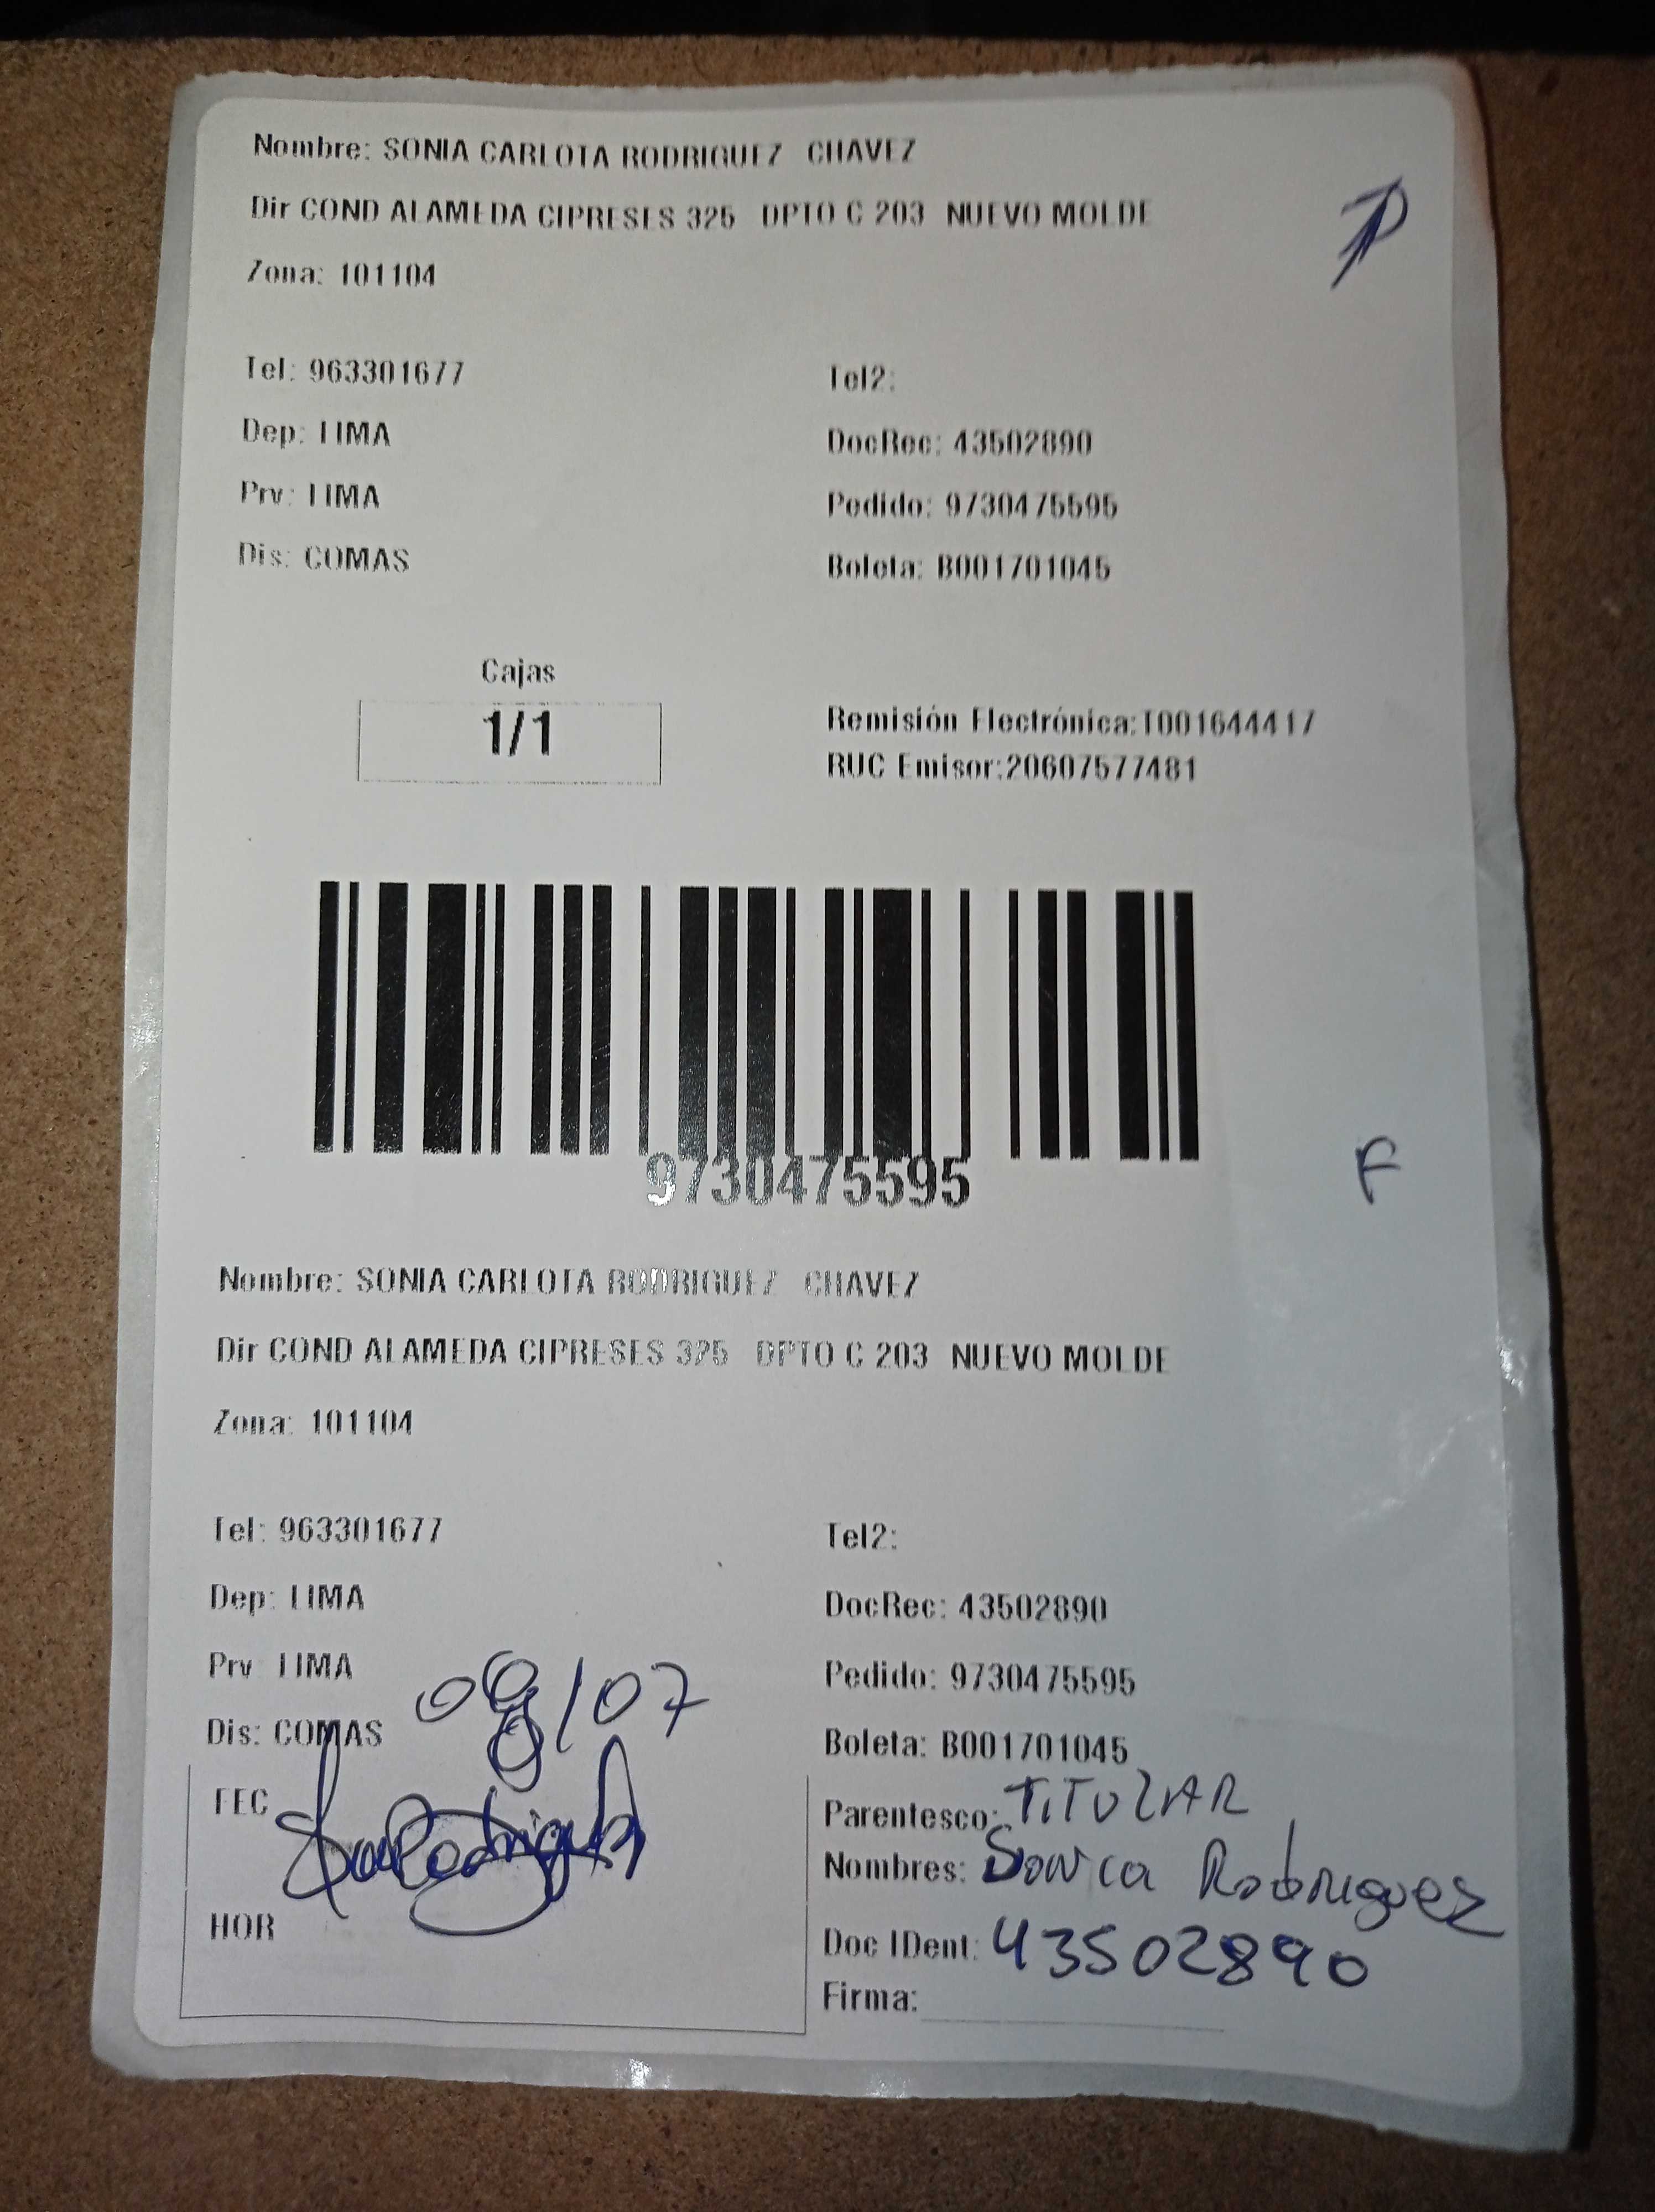 Nombre: SONIA CARLOTA RODRIGUEZ CHAVEZ
Dir COND ALAMEDA CIPRESES 325 DPTO C 203 NUEVO MOLDE
Zona: 101104
Tel: 963301677 Tel2:
Dep: LIMA DocRec: 43502890
Prv: LIMA Pedido: 9730475595
Dis: COMAS Boleta: B001701045
Cajas
1/1
Remisión Electrónica:T001644417
RUC Emisor:20607577481
9730475595
F
Nombre: SONIA CARLOTA RODRIGUEZ CHAVEZ
Dir COND ALAMEDA CIPRESES 325 DPTO C 203 NUEVO MOLDE
Zona: 101104
Tel: 963301677 Tel2:
Dep: LIMA DocRec: 43502890
Prv: LIMA Pedido: 9730475595
Dis: COMAS Boleta: B001701045
FEC /07
HOR
Parentesco: TITULAR
Nombres: Sonica Rodriguez
Doc IDent: 43502890
Firma: